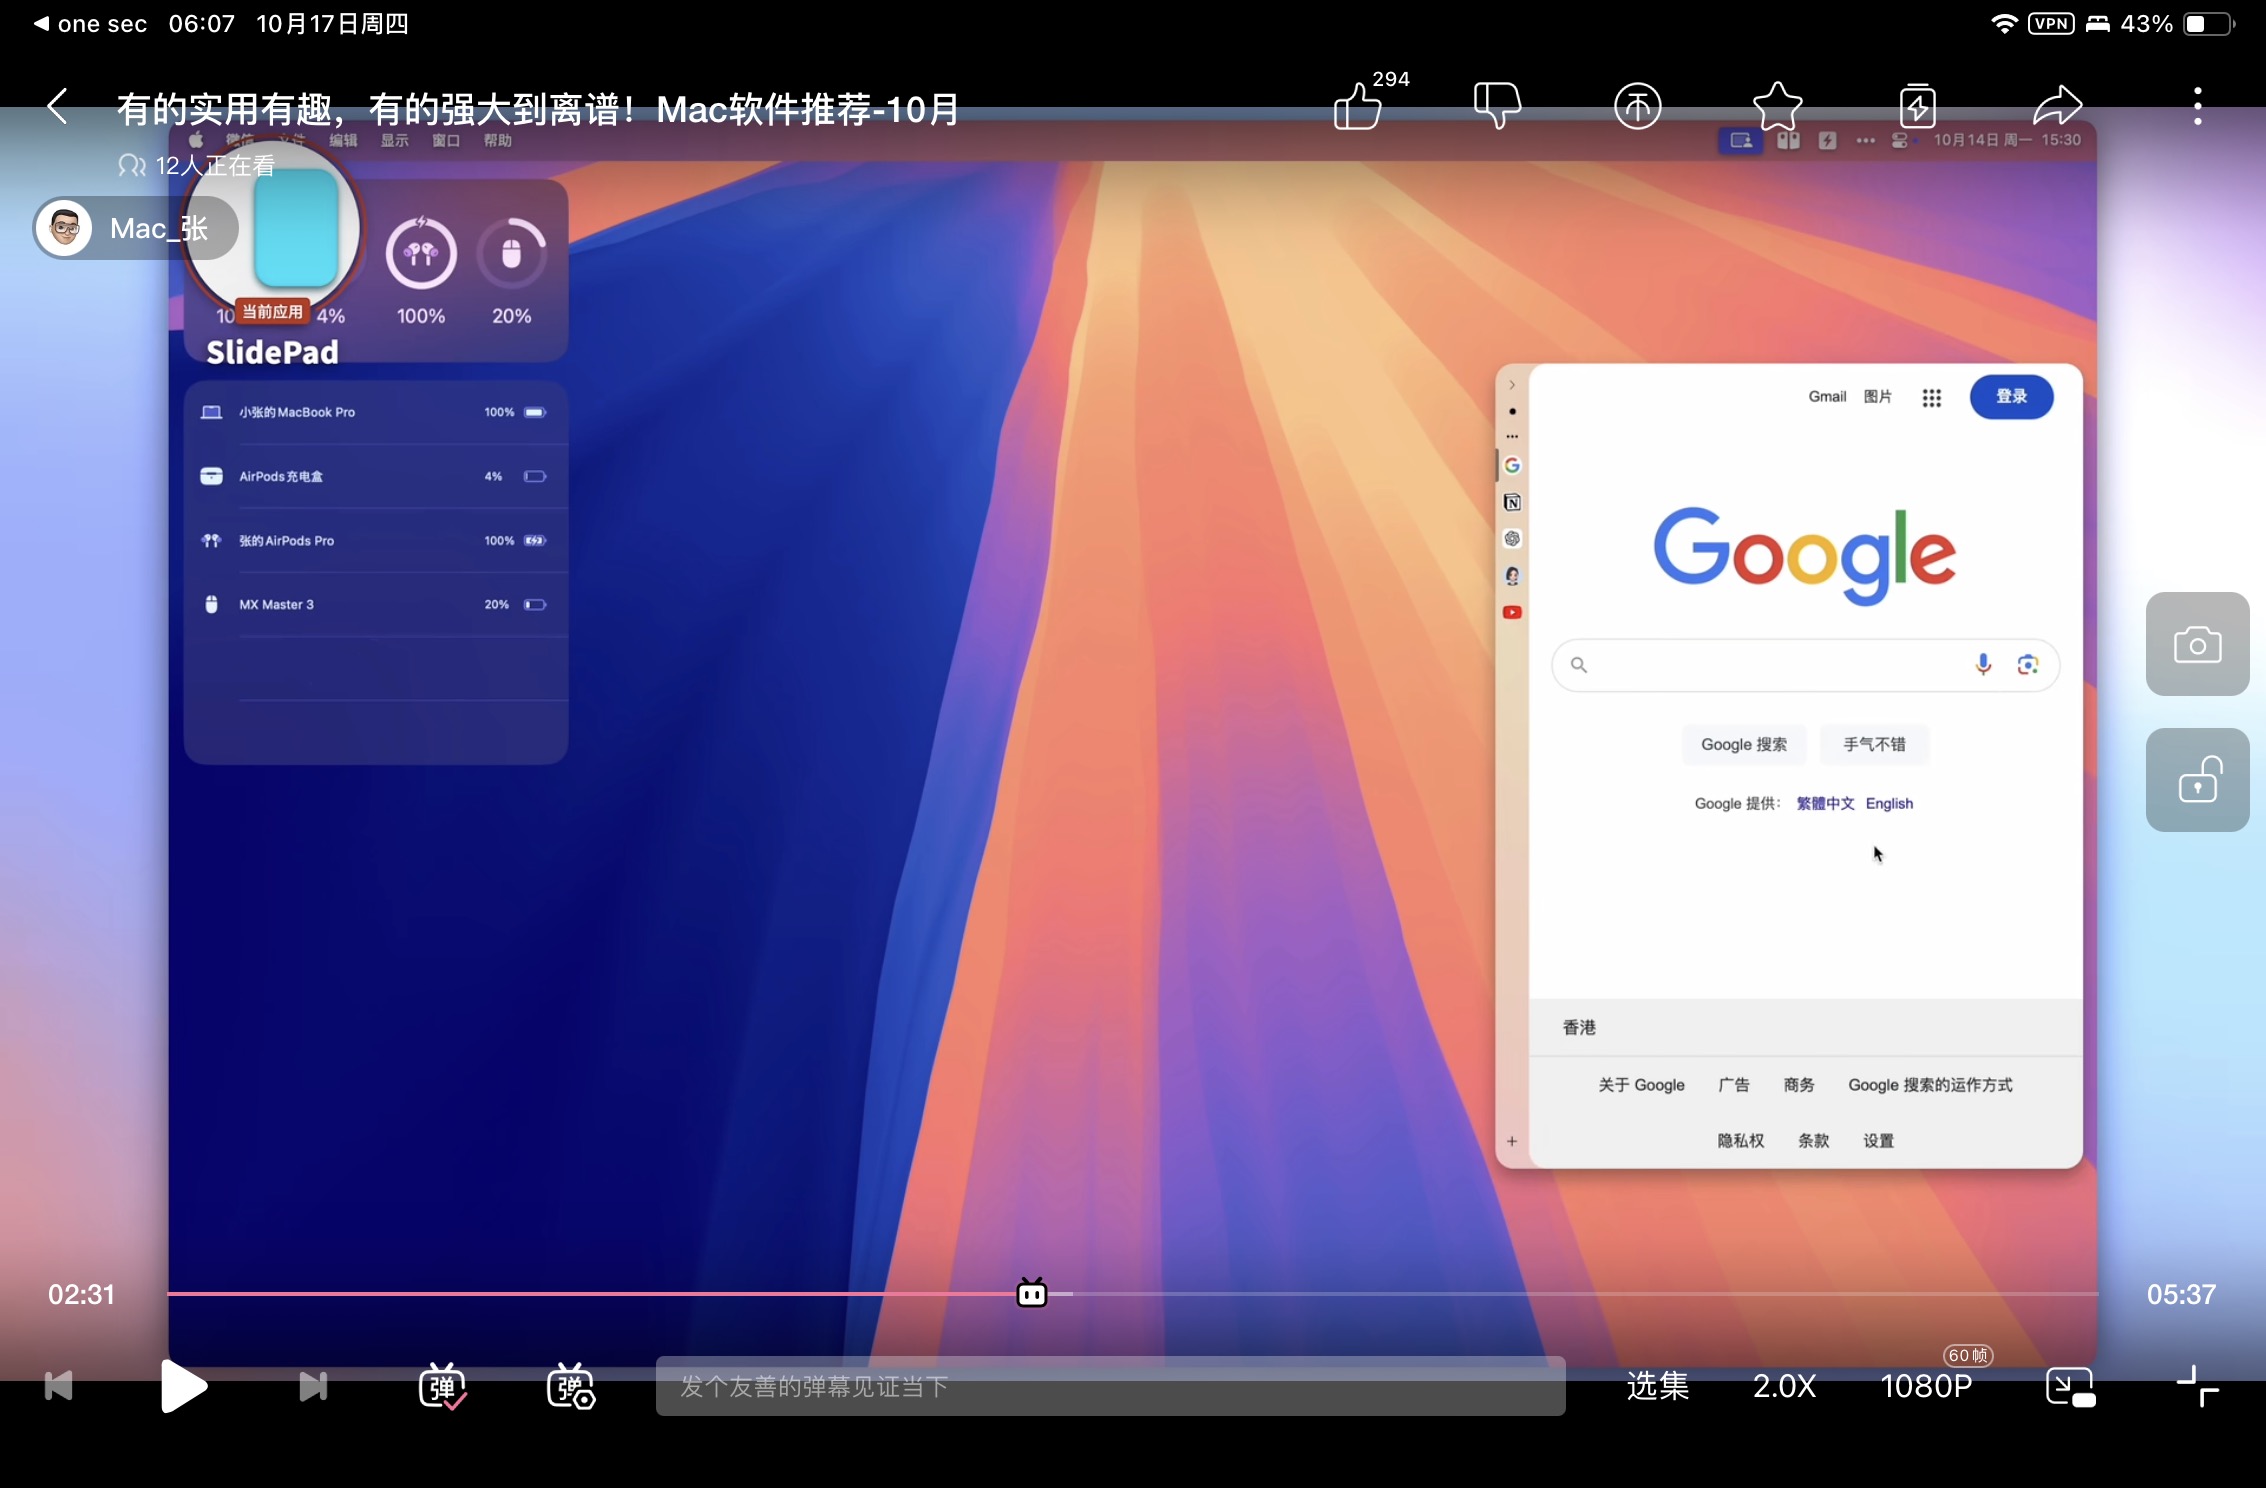 one sec 06:07 10月17日周四
VPN 43%
有的实用有趣，有的强大到离谱！Mac软件推荐-10月
294
微信 文件 编辑 显示 窗口 帮助
10月14日 周一 15:30
12人正在看
Mac_张
当前应用
10 4% 100% 20%
SlidePad
小张的MacBook Pro 100%
AirPods充电盒 4%
张的AirPods Pro 100%
MX Master 3 20%
Gmail 图片 登录
Google
Google 搜索 手气不错
Google 提供： 繁體中文 English
香港
关于 Google 广告 商务 Google 搜索的运作方式
隐私权 条款 设置
02:31 05:37
弹 弹 发个友善的弹幕见证当下 选集 2.0X 1080P 60帧